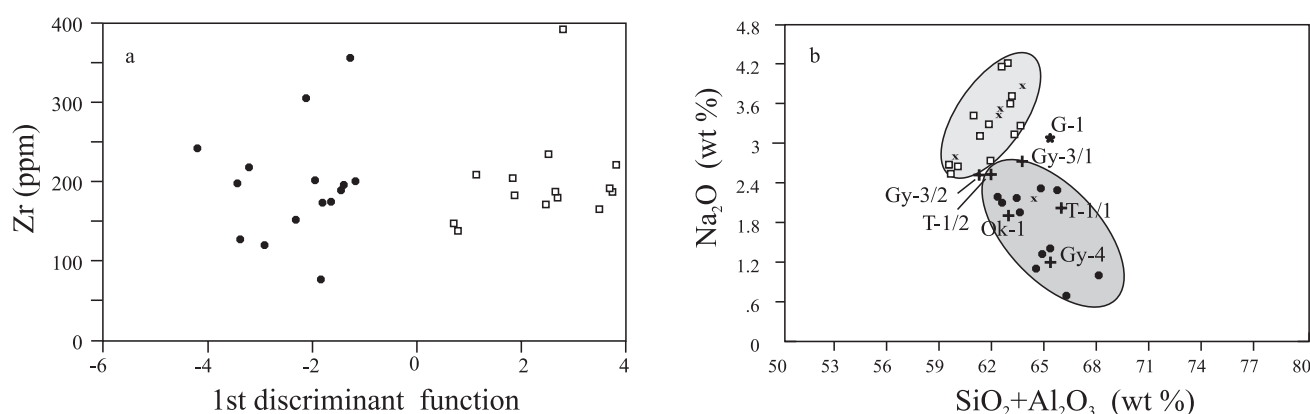 a
Zr (ppm)
400
300
200
100
0
-6
-4
-2
0
2
4
1st discriminant function
b
Na₂O (wt %)
4.8
4.2
3.6
3
2.4
1.8
1.2
.6
0
50
53
56
59
62
65
68
71
74
77
80
SiO₂+Al₂O₃ (wt %)
G-1
Gy-3/1
Gy-3/2
T-1/2
T-1/1
Ok-1
Gy-4